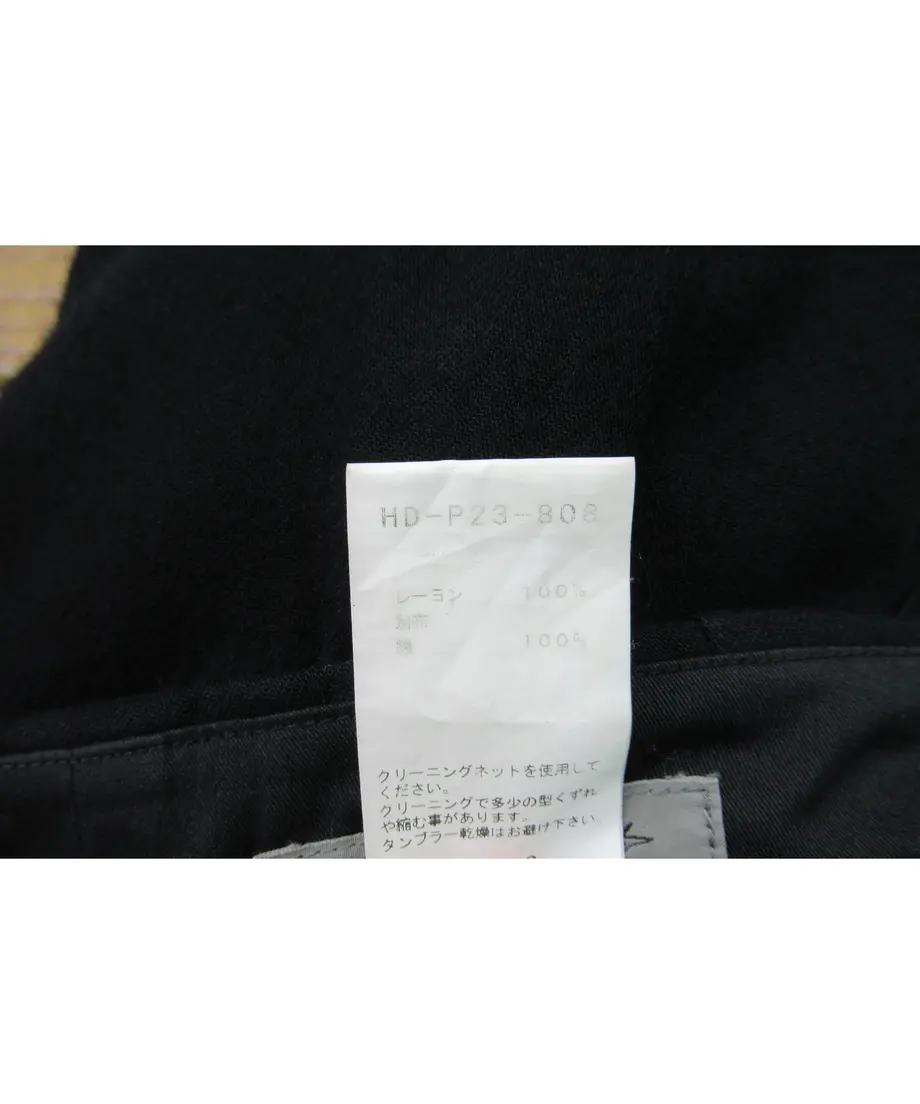 HD-P23-808
レーヨン 100%
別布
綿 100%
クリーニングネットを使用して
ください。
クリーニングで多少の型くずれ
や縮む事があります。
タンブラー乾燥はお避け下さい